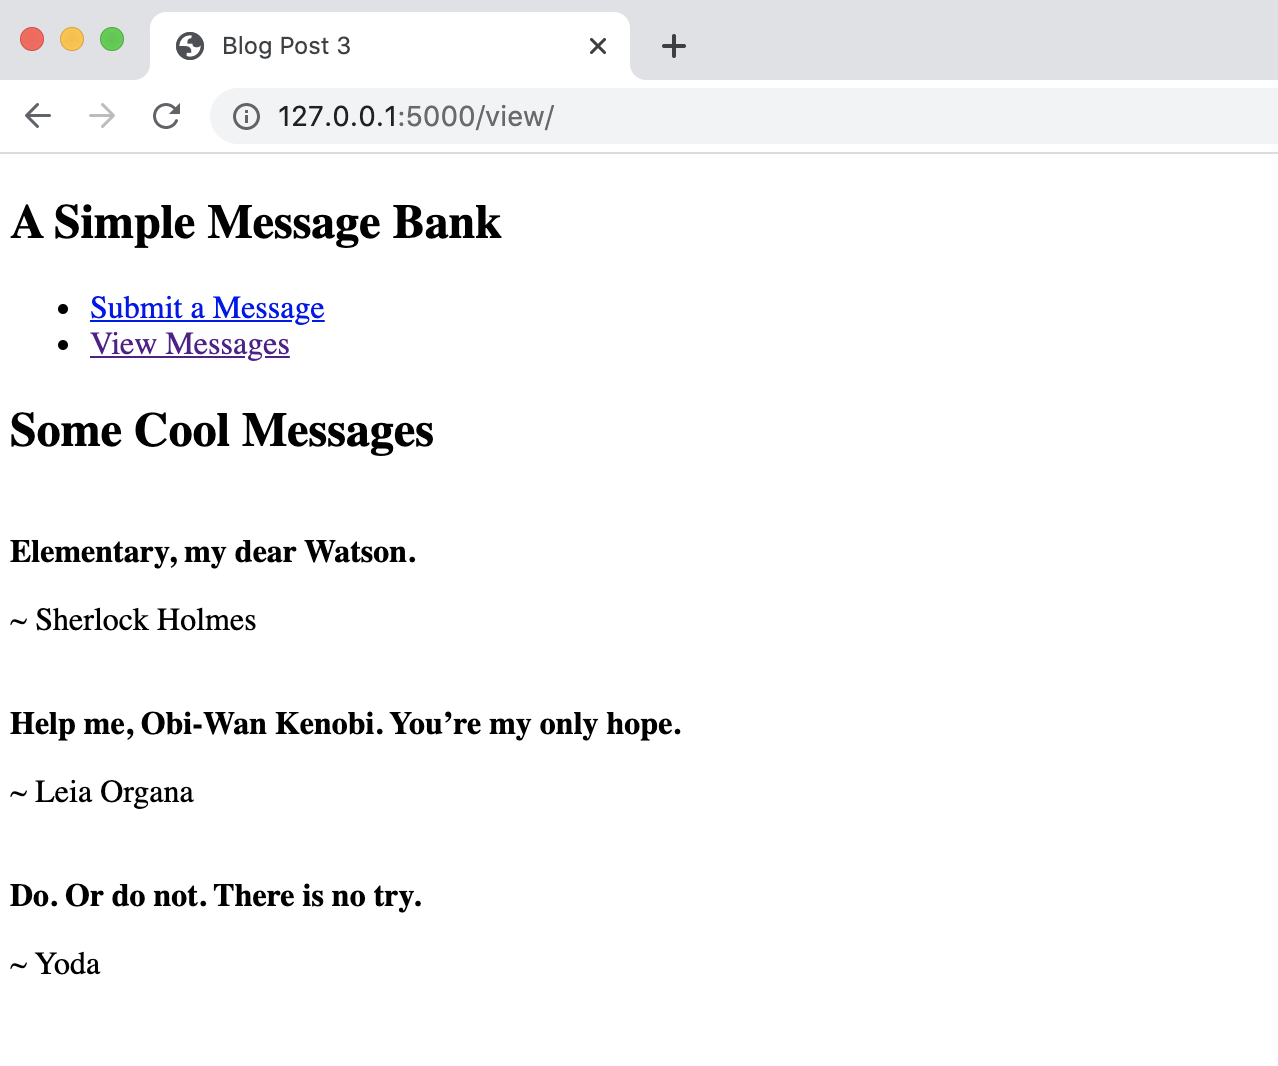 Blog Post 3
127.0.0.1:5000/view/
A Simple Message Bank
Submit a Message
View Messages
Some Cool Messages
Elementary, my dear Watson.
~ Sherlock Holmes
Help me, Obi-Wan Kenobi. You’re my only hope.
~ Leia Organa
Do. Or do not. There is no try.
~ Yoda